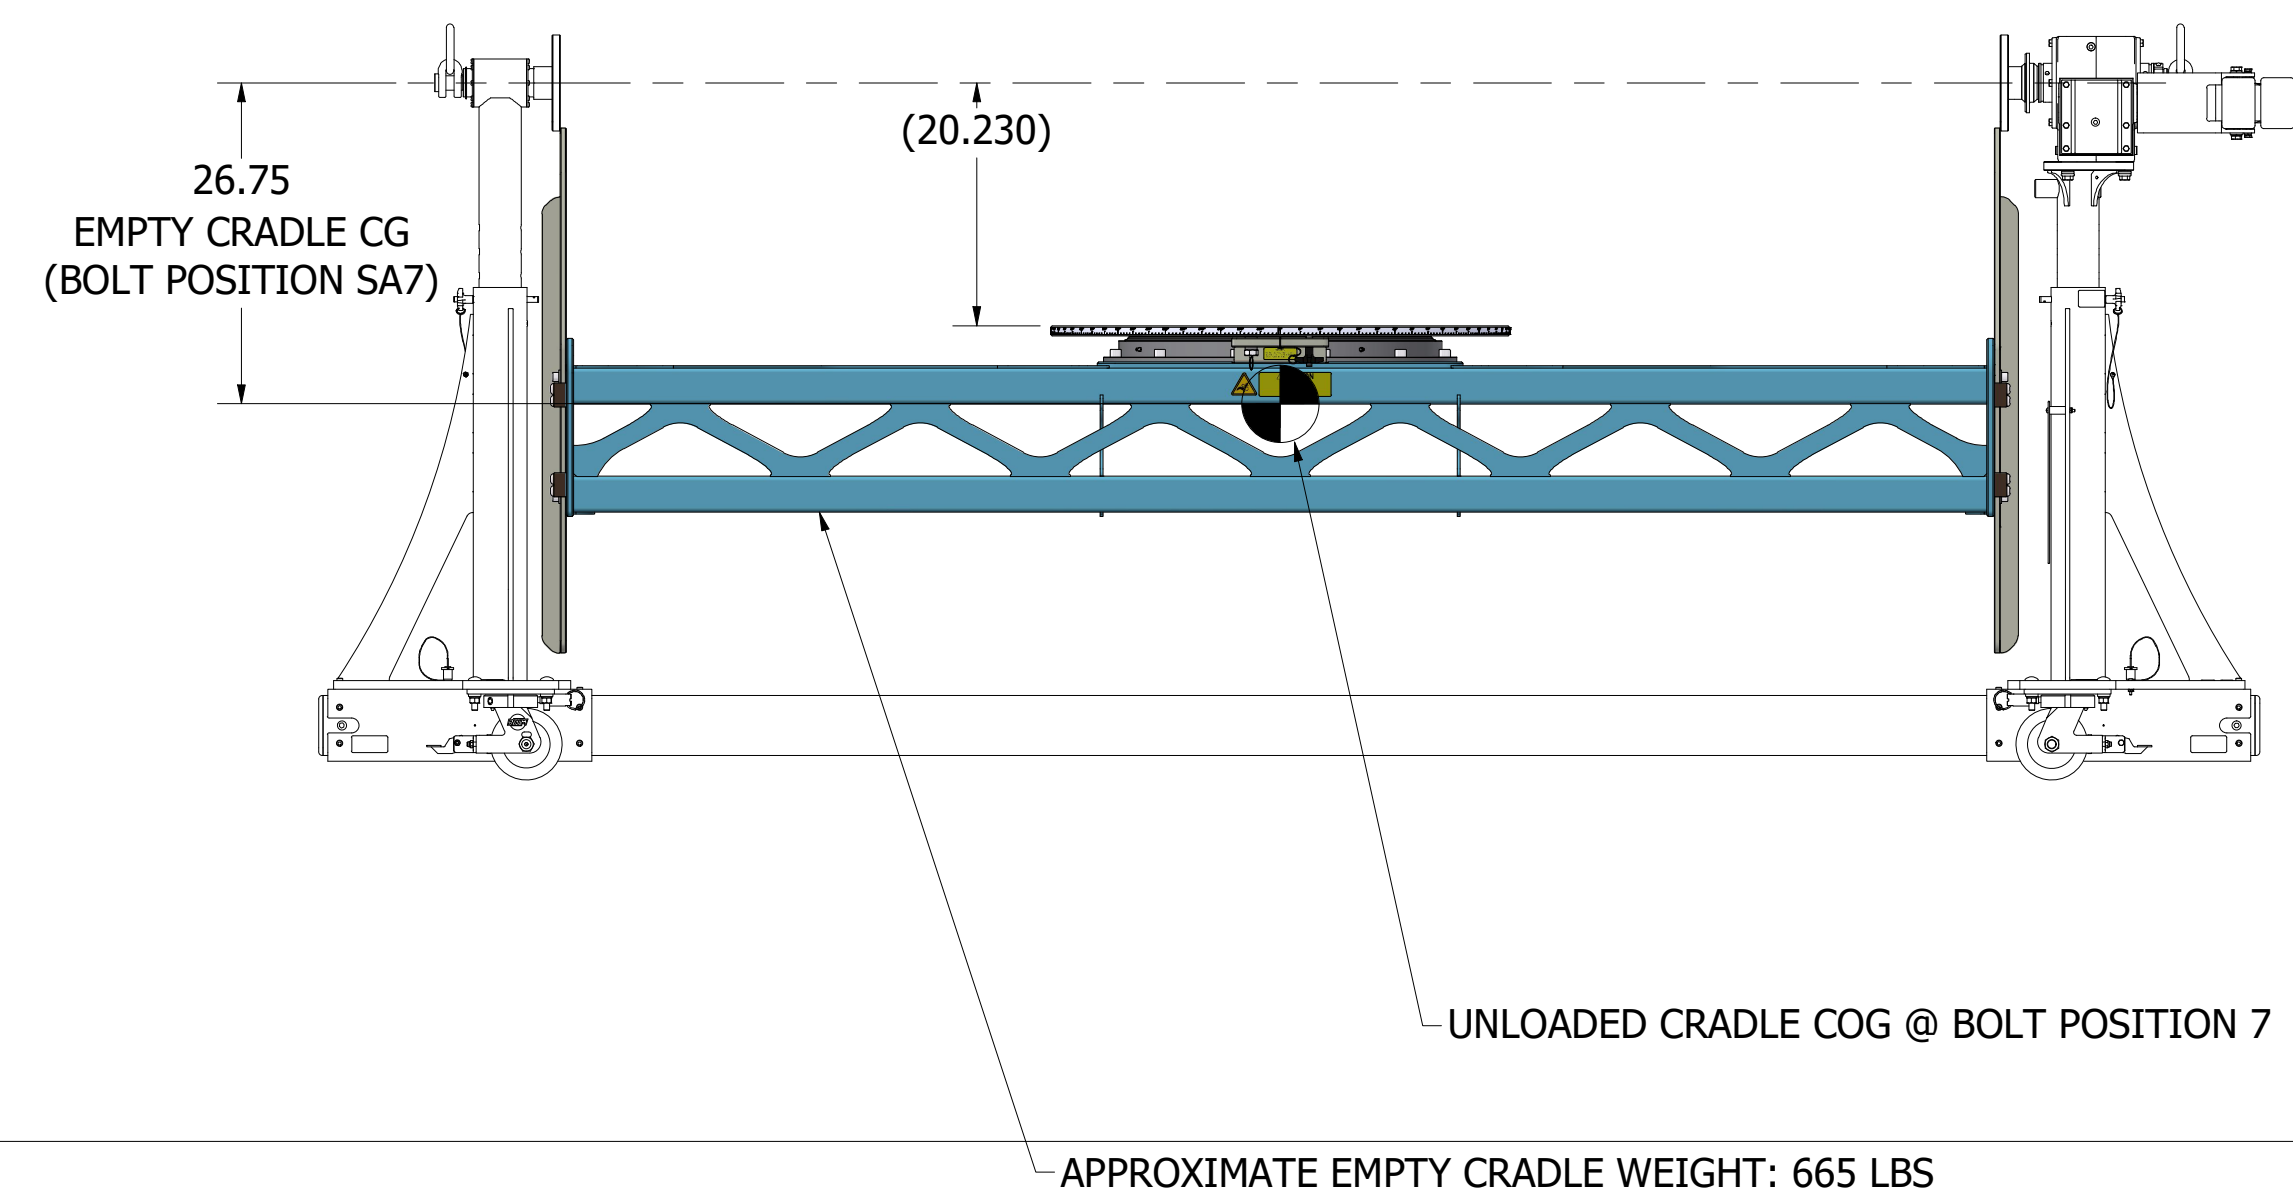 (20.230)
26.75
EMPTY CRADLE CG
(BOLT POSITION SA7)
UNLOADED CRADLE COG @ BOLT POSITION 7
APPROXIMATE EMPTY CRADLE WEIGHT: 665 LBS